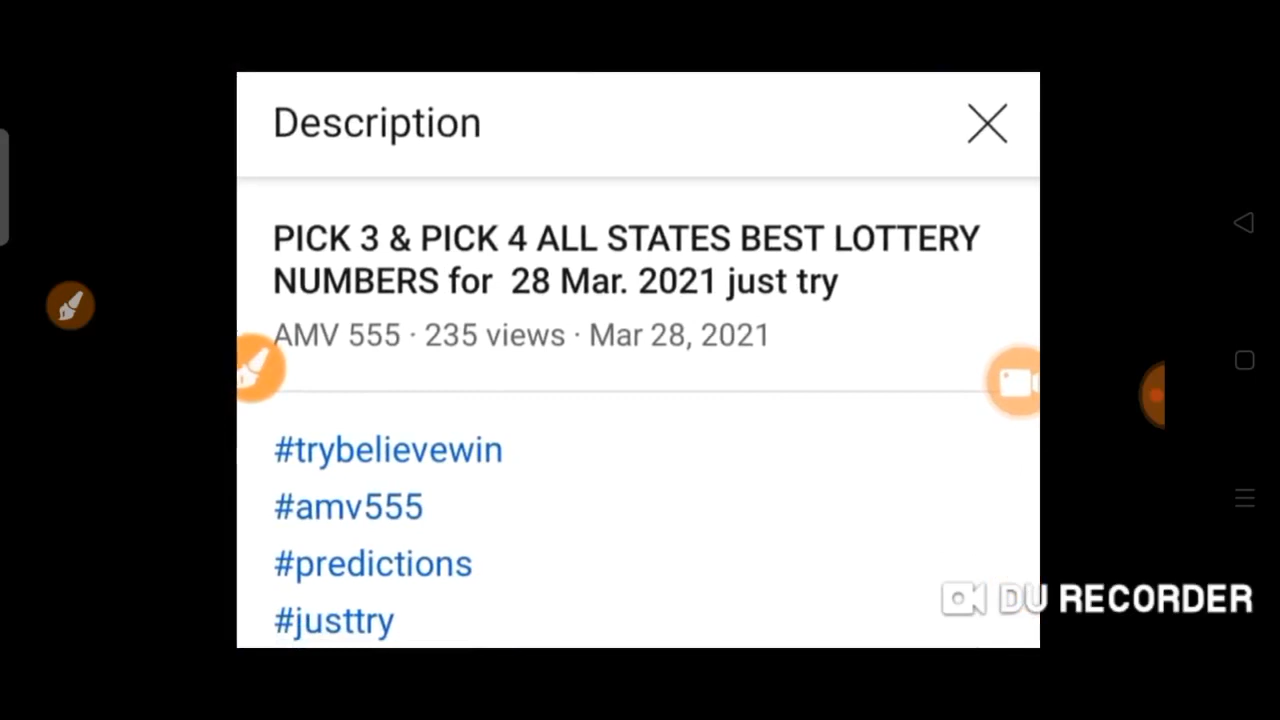 Description
PICK 3 & PICK 4 ALL STATES BEST LOTTERY
NUMBERS for 28 Mar. 2021 just try
AMV 555 · 235 views · Mar 28, 2021
#trybelievewin
#amv555
#predictions
#justtry
DU RECORDER